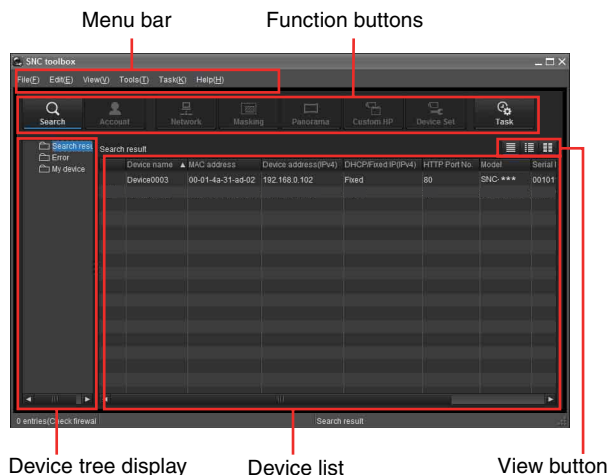 Menu bar
Function buttons
SNC toolbox
File(F) Edit(E) View(V) Tools(T) Task(K) Help(H)
Search Account Network Masking Panorama Custom HP Device Set Task
Search resu
Error
My device
Search result
Device name ▲ MAC address Device address(IPv4) DHCP/Fixed IP(IPv4) HTTP Port No. Model Serial
Device0003 00-01-4a-31-ad-02 192.168.0.102 Fixed 80 SNC-*** 00101
0 entries(Check firewal
Search result
Device tree display
Device list
View button